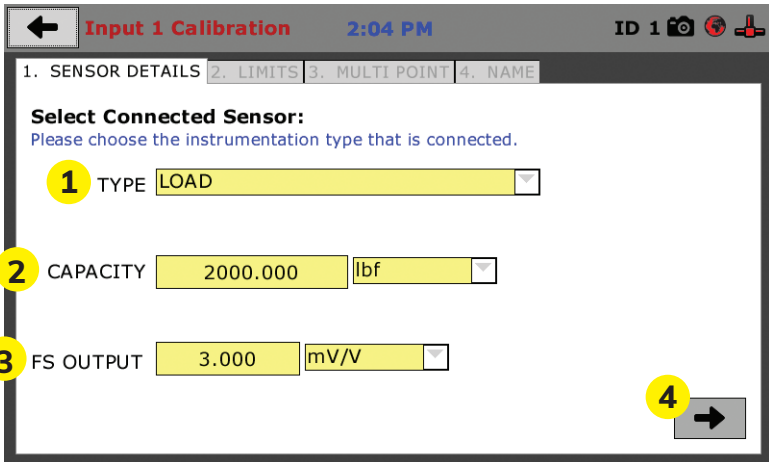 Input 1 Calibration 2:04 PM ID 1
1. SENSOR DETAILS 2. LIMITS 3. MULTI POINT 4. NAME
Select Connected Sensor:
Please choose the instrumentation type that is connected.
1 TYPE LOAD
2 CAPACITY 2000.000 lbf
3 FS OUTPUT 3.000 mV/V
4